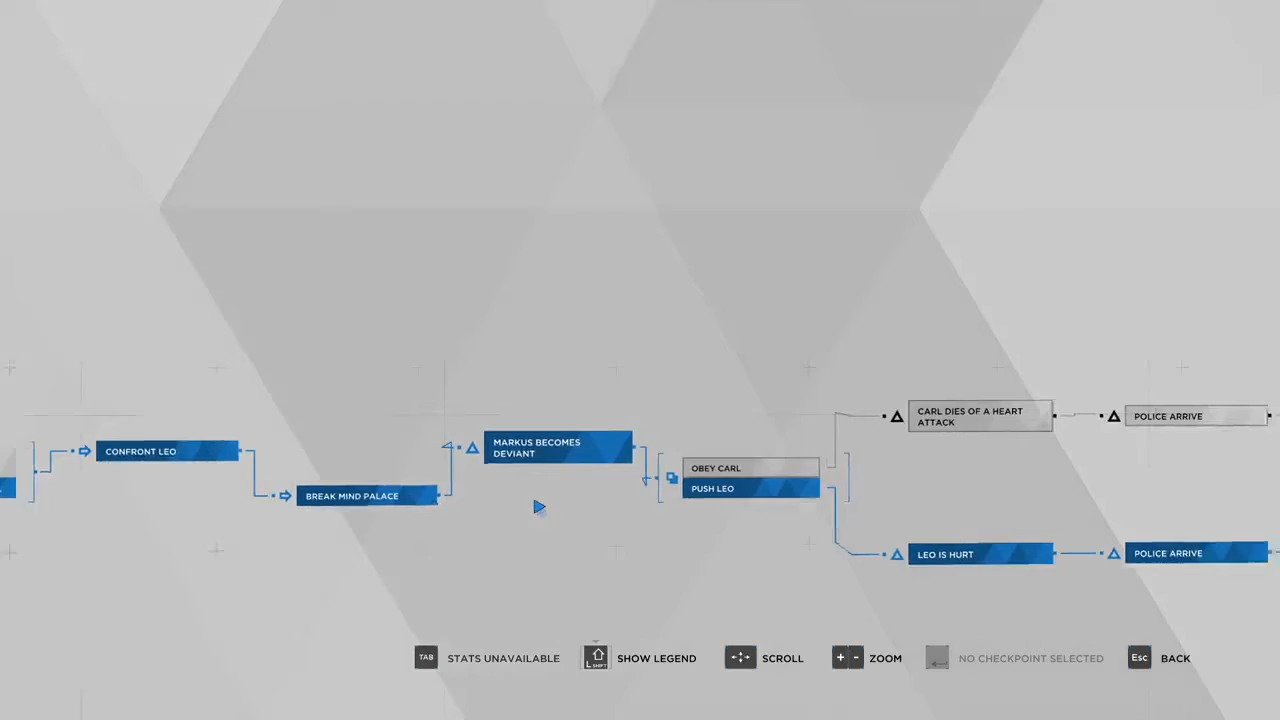 CONFRONT LEO
BREAK MIND PALACE
MARKUS BECOMES
DEVIANT
OBEY CARL
PUSH LEO
CARL DIES OF A HEART
ATTACK
POLICE ARRIVE
LEO IS HURT
POLICE ARRIVE
TAB STATS UNAVAILABLE
L SHIFT SHOW LEGEND
SCROLL
+ - ZOOM
NO CHECKPOINT SELECTED
Esc BACK